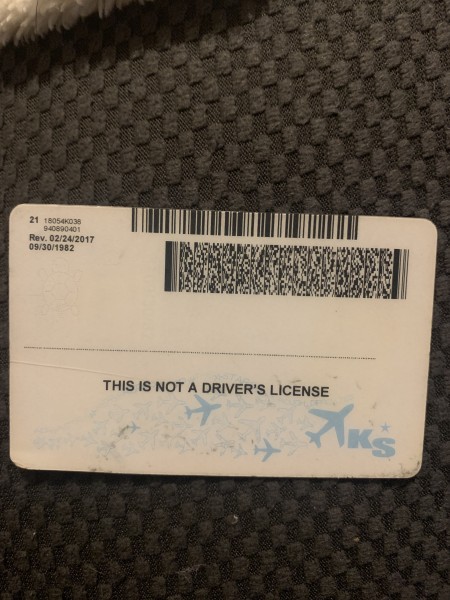 21 18054K036
940890401
Rev. 02/24/2017
09/30/1982
THIS IS NOT A DRIVER'S LICENSE
KS